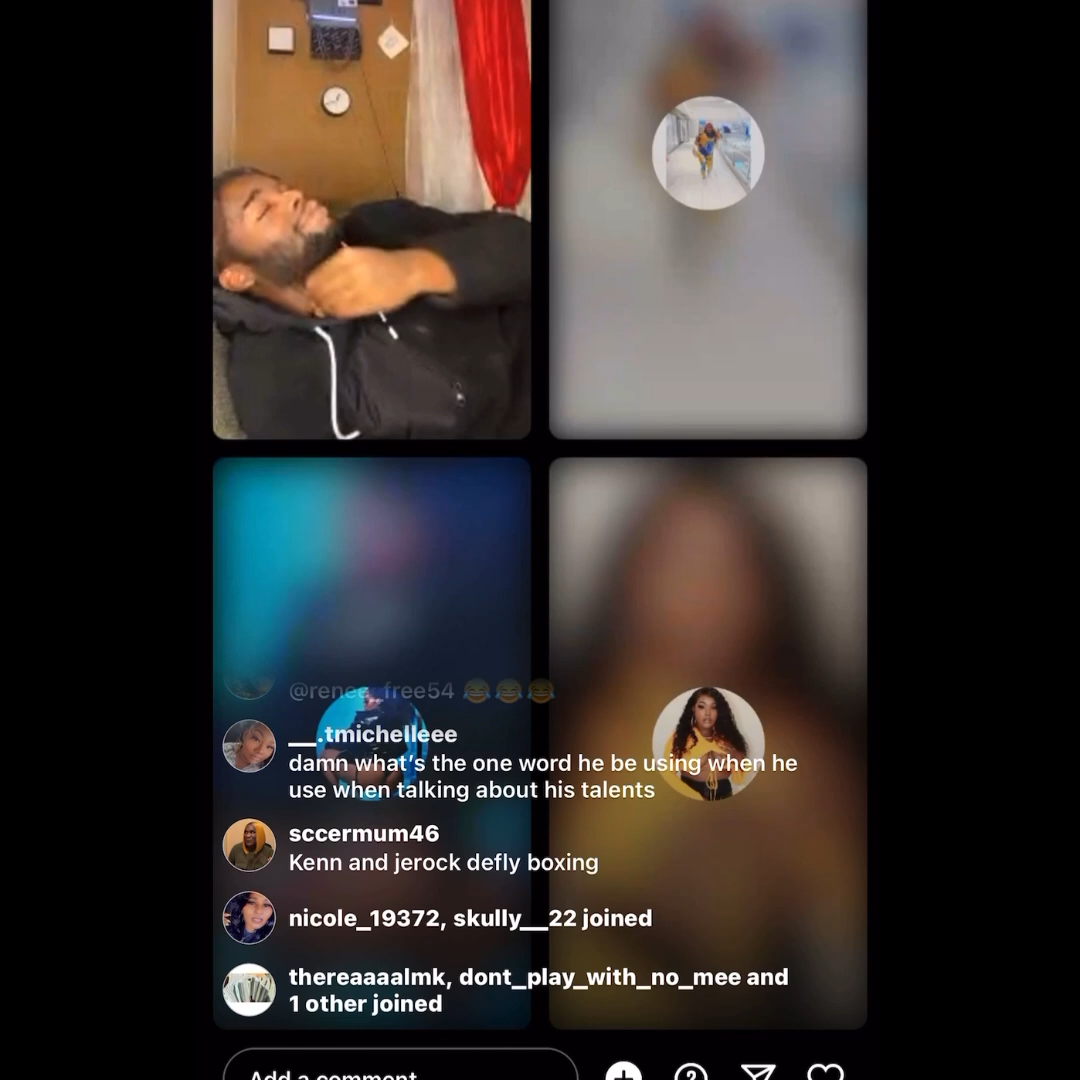 @renee_free54 😂😂😂
__.tmichelleee
damn what's the one word he be using when he
use when talking about his talents
sccermum46
Kenn and jerock defly boxing
nicole_19372, skully__22 joined
thereaaaalmk, dont_play_with_no_mee and
1 other joined
Add a comment